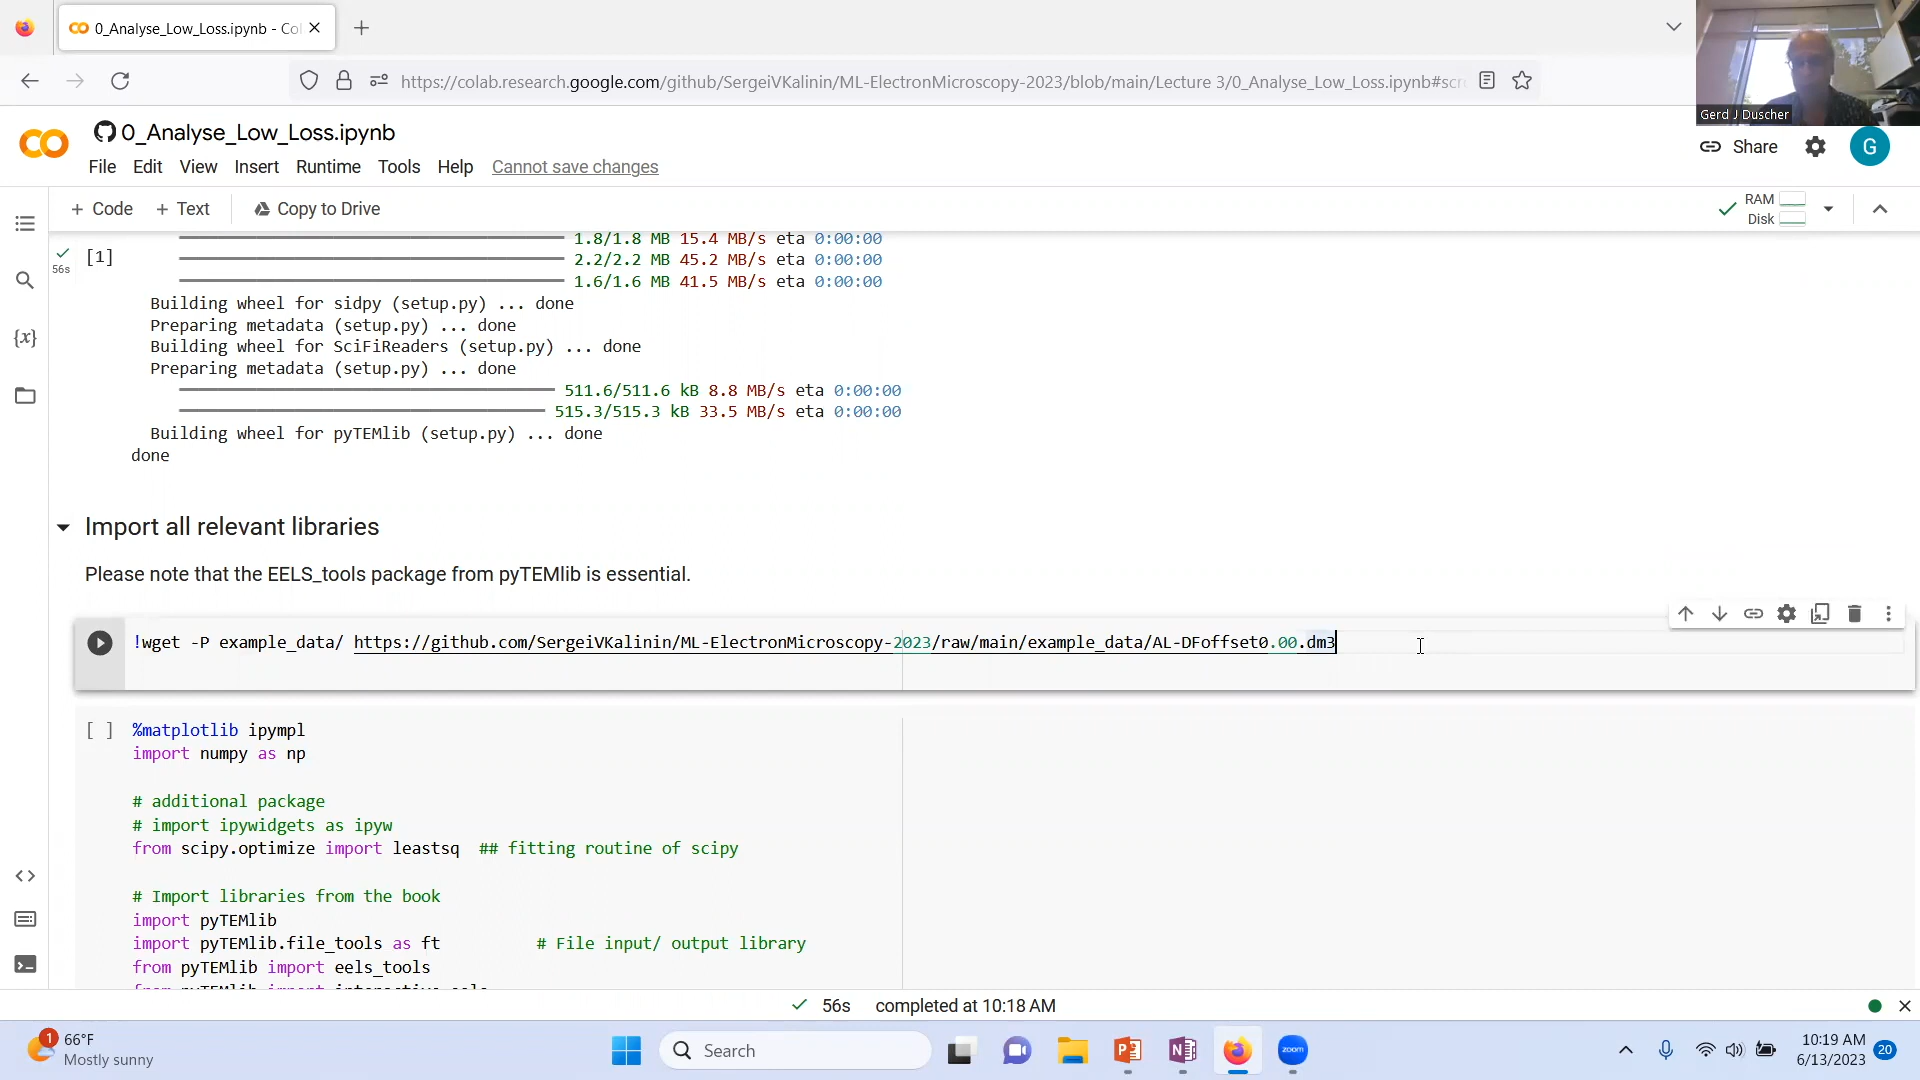 0_Analyse_Low_Loss.ipynb - Co
https://colab.research.google.com/github/SergeiVKalinin/ML-ElectronMicroscopy-2023/blob/main/Lecture 3/0_Analyse_Low_Loss.ipynb#scr
Gerd J Duscher
0_Analyse_Low_Loss.ipynb
File Edit View Insert Runtime Tools Help Cannot save changes
Share
G
+ Code + Text Copy to Drive
RAM
Disk
56s
[1]
1.8/1.8 MB 15.4 MB/s eta 0:00:00
2.2/2.2 MB 45.2 MB/s eta 0:00:00
1.6/1.6 MB 41.5 MB/s eta 0:00:00
Building wheel for sidpy (setup.py) ... done
Preparing metadata (setup.py) ... done
Building wheel for SciFiReaders (setup.py) ... done
Preparing metadata (setup.py) ... done
511.6/511.6 kB 8.8 MB/s eta 0:00:00
515.3/515.3 kB 33.5 MB/s eta 0:00:00
Building wheel for pyTEMlib (setup.py) ... done
done
{x}
Import all relevant libraries
Please note that the EELS_tools package from pyTEMlib is essential.
!wget -P example_data/ https://github.com/SergeiVKalinin/ML-ElectronMicroscopy-2023/raw/main/example_data/AL-DFoffset0.00.dm3
[ ] %matplotlib ipympl
import numpy as np
# additional package
# import ipywidgets as ipyw
from scipy.optimize import leastsq ## fitting routine of scipy
# Import libraries from the book
import pyTEMlib
import pyTEMlib.file_tools as ft # File input/ output library
from pyTEMlib import eels_tools
56s completed at 10:18 AM
1
66°F
Mostly sunny
Search
zoom
10:19 AM
6/13/2023
20